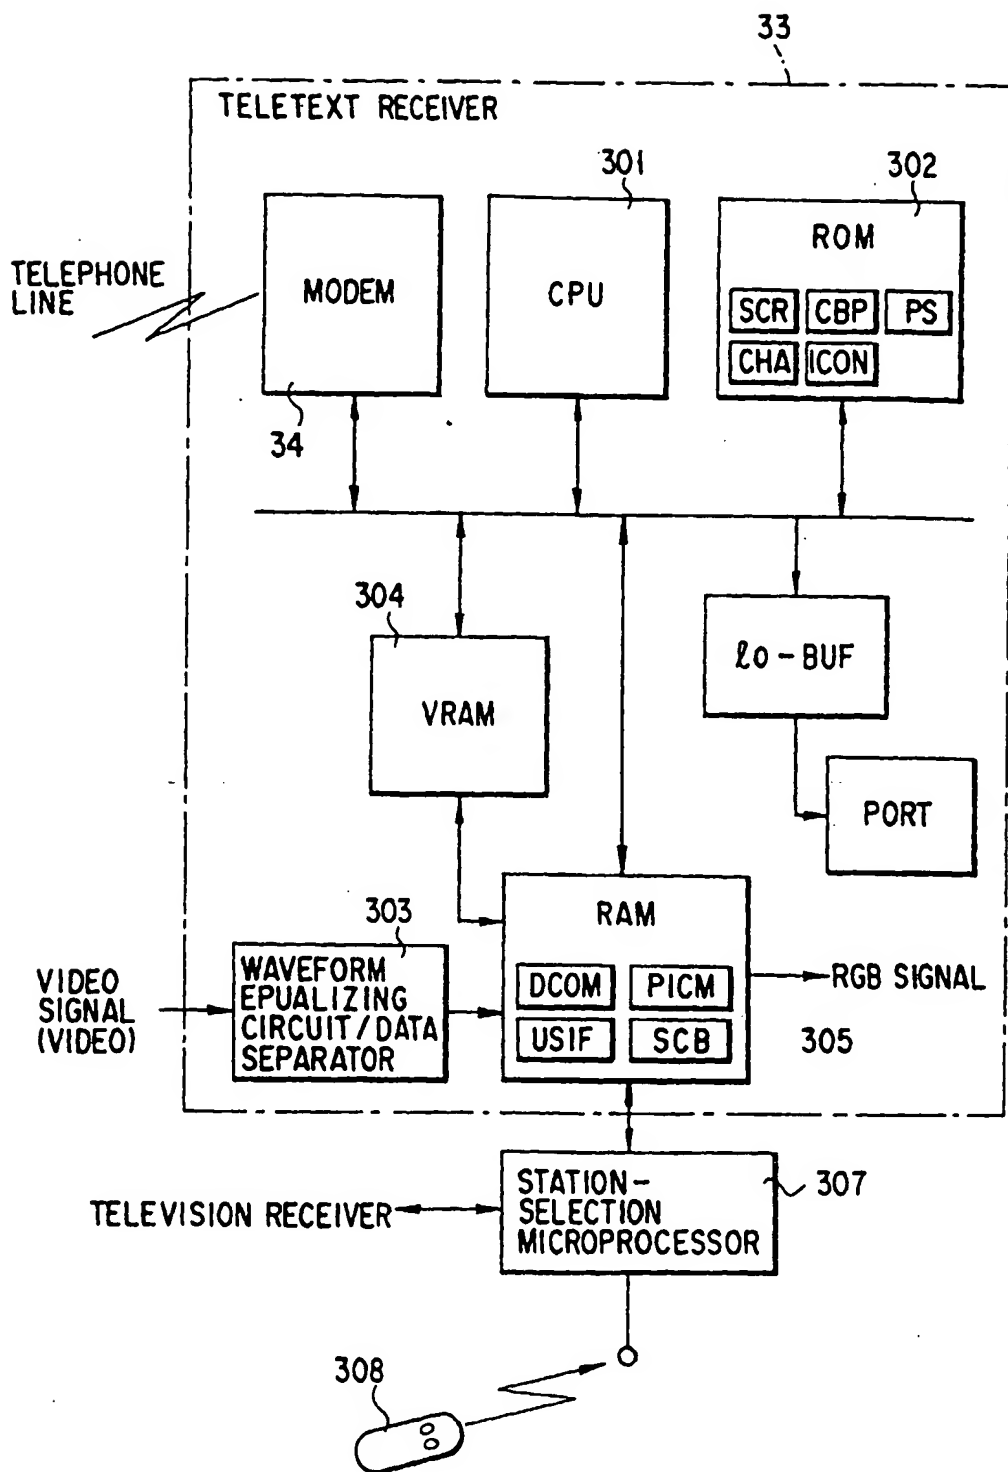 33
TELETEXT RECEIVER
301
302
MODEM
CPU
ROM
SCR CBP PS
CHA ICON
TELEPHONE
LINE
34
304
VRAM
ℓo-BUF
PORT
303
RAM
DCOM PICM
USIF SCB
RGB SIGNAL
305
VIDEO
SIGNAL
(VIDEO)
WAVEFORM
EPUALIZING
CIRCUIT/DATA
SEPARATOR
STATION-
SELECTION
MICROPROCESSOR
307
TELEVISION RECEIVER
308